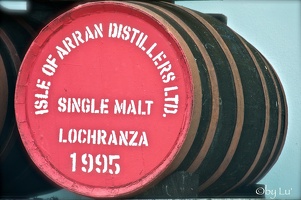 ISLE OF ARRAN DISTILLERS LTD.
SINGLE MALT
LOCHRANZA
1995
©by Lu'